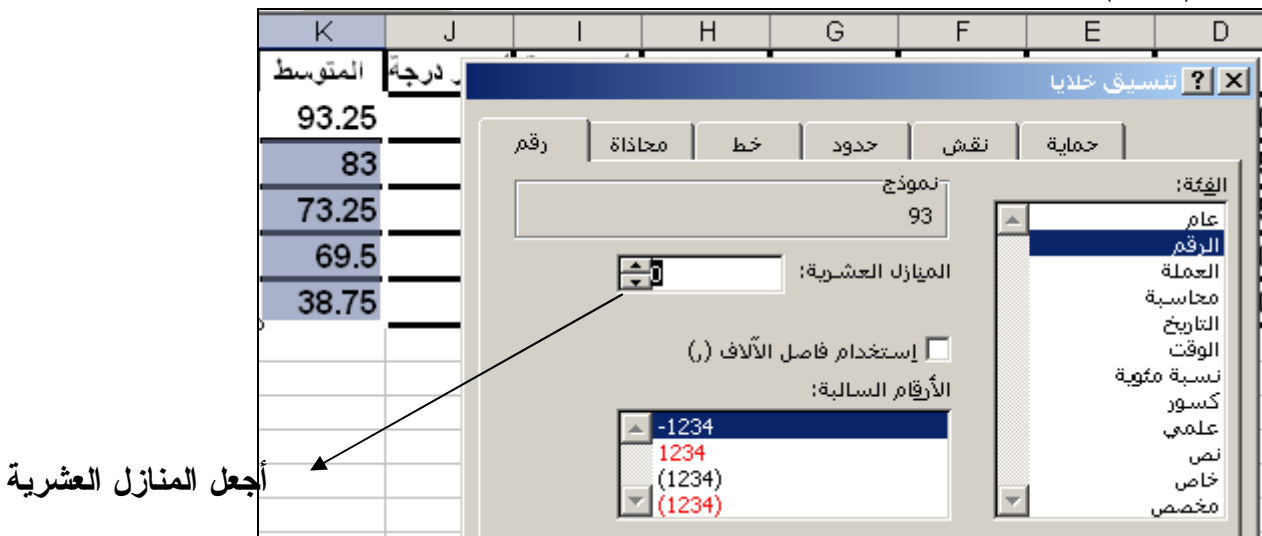 K J I H G F E D
المتوسط
درجة
93.25
83
73.25
69.5
38.75
تنسيق خلايا
رقم محاذاة خط حدود نقش حماية
الفئة:
عام
الرقم
العملة
محاسبة
التاريخ
الوقت
نسبة مئوية
كسور
علمي
نص
خاص
مخصص
نموذج
93
المنازل العشرية:
0
إستخدام فاصل الآلاف (,)
الأرقام السالبة:
-1234
1234
(1234)
(1234)
أجعل المنازل العشرية